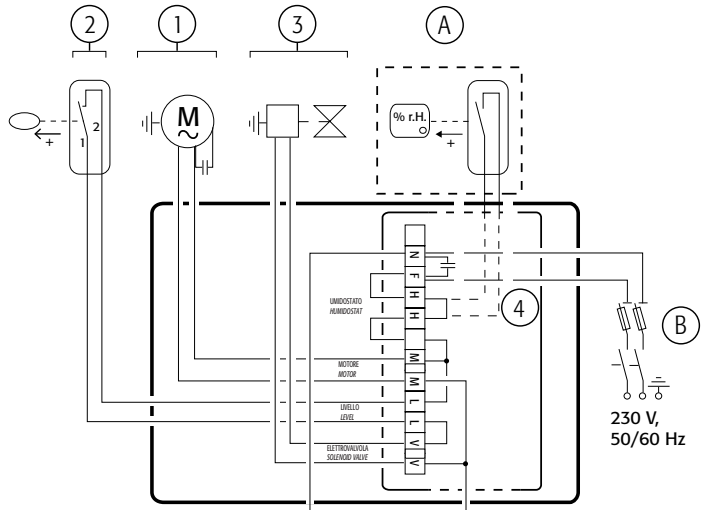 2
1
3
A
M
2
1
+
% r.H.
+
N
F
H
H
M
M
L
L
V
V
UMIDOSTATO
HUMIDOSTAT
MOTORE
MOTOR
LIVELLO
LEVEL
ELETTROVALVOLA
SOLENOID VALVE
4
B
230 V,
50/60 Hz